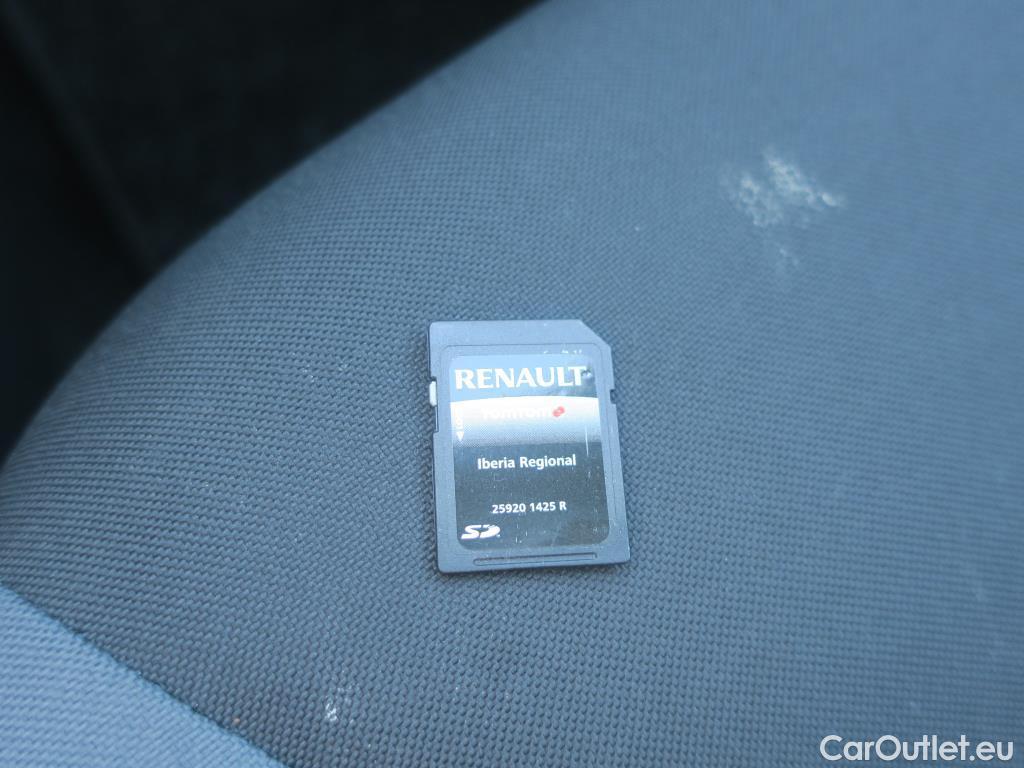 RENAULT
TomTom
Iberia Regional
25920 1425 R
SD
CarOutlet.eu